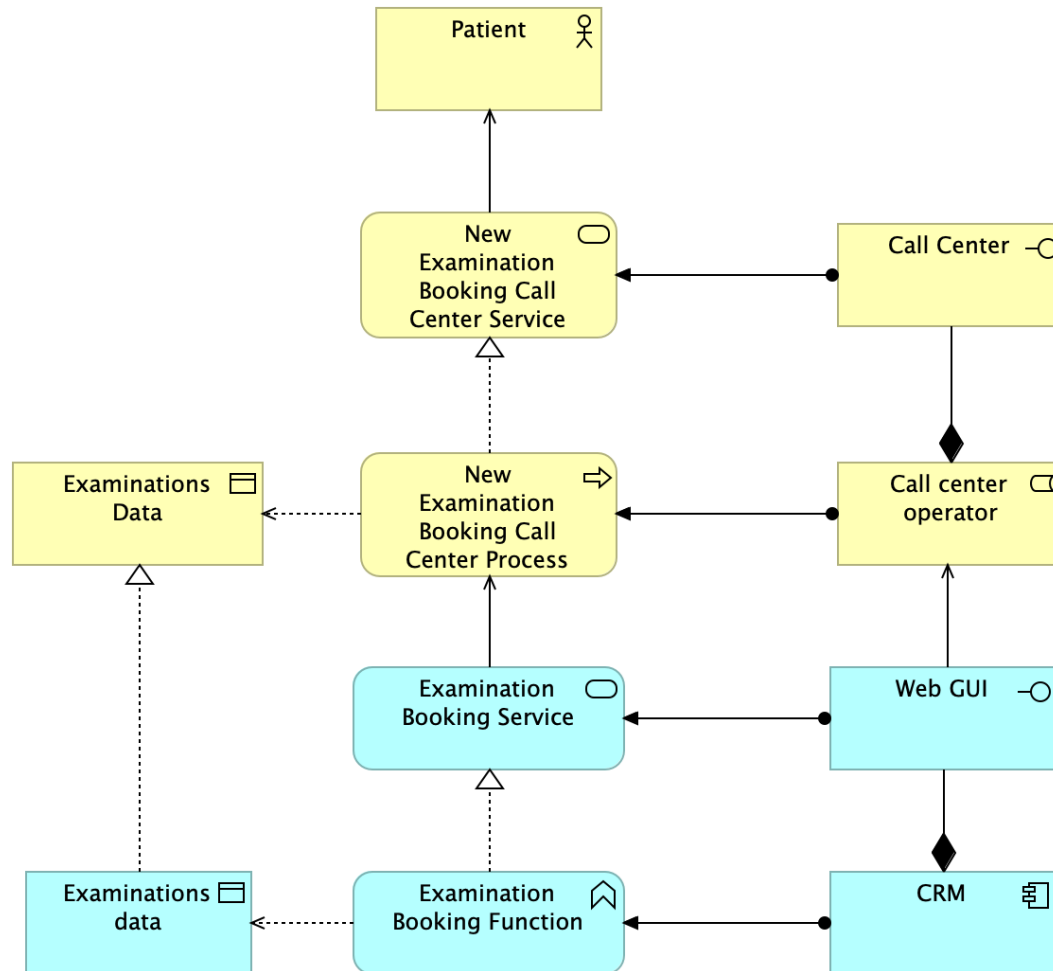 Patient
New
Examination
Booking Call
Center Service
Call Center
Examinations
Data
New
Examination
Booking Call
Center Process
Call center
operator
Examination
Booking Service
Web GUI
Examinations
data
Examination
Booking Function
CRM